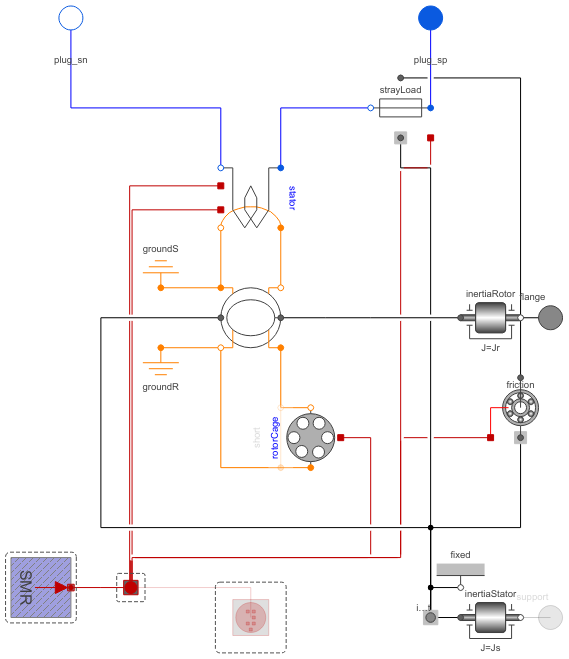 plug_sn
plug_sp
strayLoad
stator
groundS
inertiaRotor
flange
J=Jr
groundR
friction
short
rotorCage
SMR
fixed
inertiaStator
support
i...t
J=Js